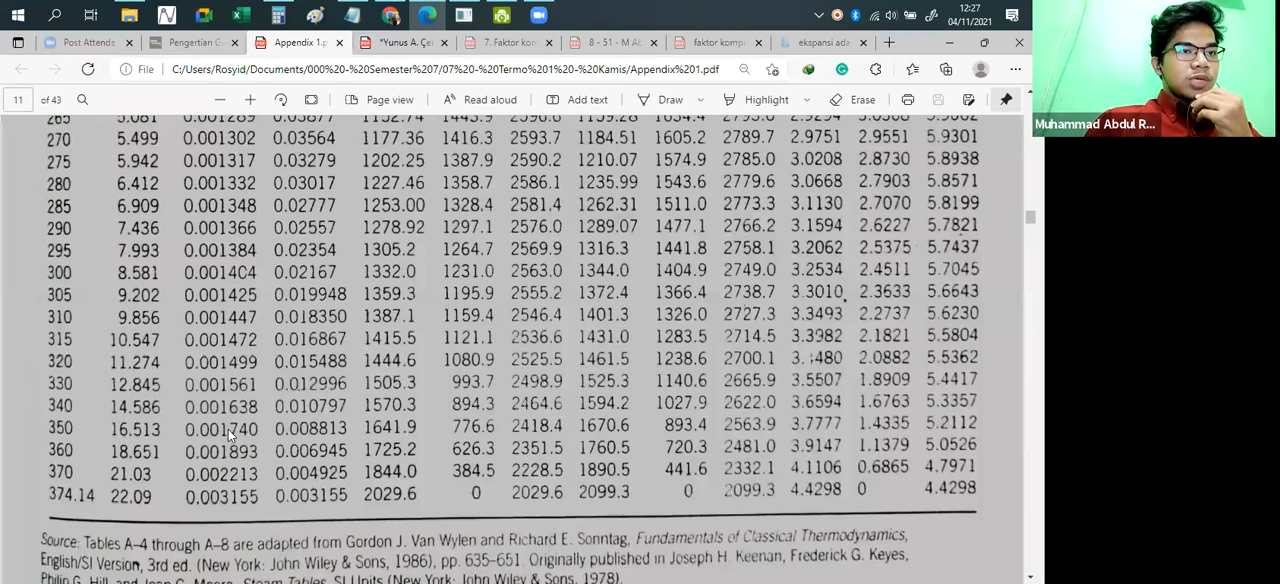 12:27
04/11/2021
Post Attende
Pengertian G
Appendix 1.p
*Yunus A. Çer
7. Faktor kon
8 - 51 - M Ab
faktor kompr
ekspansi adia
File C:/Users/Rosyid/Documents/000%20-%20Semester%207/07%20-%20Termo%201%20-%20Kamis/Appendix%201.pdf
11 of 43 Page view Read aloud Add text Draw Highlight Erase
Muhammad Abdul R...
270 5.499 0.001302 0.03564 1177.36 1416.3 2593.7 1184.51 1605.2 2789.7 2.9751 2.9551 5.9301
275 5.942 0.001317 0.03279 1202.25 1387.9 2590.2 1210.07 1574.9 2785.0 3.0208 2.8730 5.8938
280 6.412 0.001332 0.03017 1227.46 1358.7 2586.1 1235.99 1543.6 2779.6 3.0668 2.7903 5.8571
285 6.909 0.001348 0.02777 1253.00 1328.4 2581.4 1262.31 1511.0 2773.3 3.1130 2.7070 5.8199
290 7.436 0.001366 0.02557 1278.92 1297.1 2576.0 1289.07 1477.1 2766.2 3.1594 2.6227 5.7821
295 7.993 0.001384 0.02354 1305.2 1264.7 2569.9 1316.3 1441.8 2758.1 3.2062 2.5375 5.7437
300 8.581 0.001404 0.02167 1332.0 1231.0 2563.0 1344.0 1404.9 2749.0 3.2534 2.4511 5.7045
305 9.202 0.001425 0.019948 1359.3 1195.9 2555.2 1372.4 1366.4 2738.7 3.3010 2.3633 5.6643
310 9.856 0.001447 0.018350 1387.1 1159.4 2546.4 1401.3 1326.0 2727.3 3.3493 2.2737 5.6230
315 10.547 0.001472 0.016867 1415.5 1121.1 2536.6 1431.0 1283.5 2714.5 3.3982 2.1821 5.5804
320 11.274 0.001499 0.015488 1444.6 1080.9 2525.5 1461.5 1238.6 2700.1 3.4480 2.0882 5.5362
330 12.845 0.001561 0.012996 1505.3 993.7 2498.9 1525.3 1140.6 2665.9 3.5507 1.8909 5.4417
340 14.586 0.001638 0.010797 1570.3 894.3 2464.6 1594.2 1027.9 2622.0 3.6594 1.6763 5.3357
350 16.513 0.001740 0.008813 1641.9 776.6 2418.4 1670.6 893.4 2563.9 3.7777 1.4335 5.2112
360 18.651 0.001893 0.006945 1725.2 626.3 2351.5 1760.5 720.3 2481.0 3.9147 1.1379 5.0526
370 21.03 0.002213 0.004925 1844.0 384.5 2228.5 1890.5 441.6 2332.1 4.1106 0.6865 4.7971
374.14 22.09 0.003155 0.003155 2029.6 0 2029.6 2099.3 0 2099.3 4.4298 0 4.4298
Source: Tables A–4 through A–8 are adapted from Gordon J. Van Wylen and Richard E. Sonntag, Fundamentals of Classical Thermodynamics,
English/SI Version, 3rd ed. (New York: John Wiley & Sons, 1986), pp. 635–651. Originally published in Joseph H. Keenan, Frederick G. Keyes,
Philip G. Hill, and Joan G. Moore, Steam Tables, SI Units (New York: John Wiley & Sons, 1978).